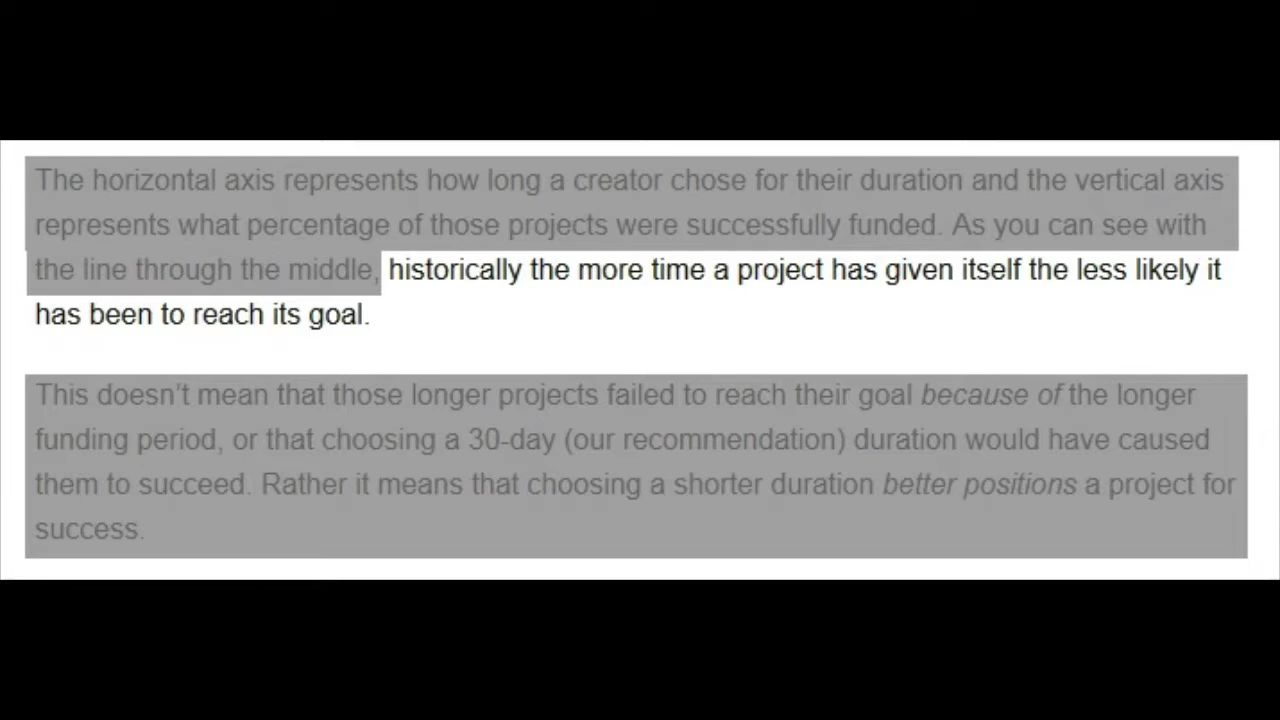 The horizontal axis represents how long a creator chose for their duration and the vertical axis
represents what percentage of those projects were successfully funded. As you can see with
the line through the middle, historically the more time a project has given itself the less likely it
has been to reach its goal.
This doesn't mean that those longer projects failed to reach their goal because of the longer
funding period, or that choosing a 30-day (our recommendation) duration would have caused
them to succeed. Rather it means that choosing a shorter duration better positions a project for
success.